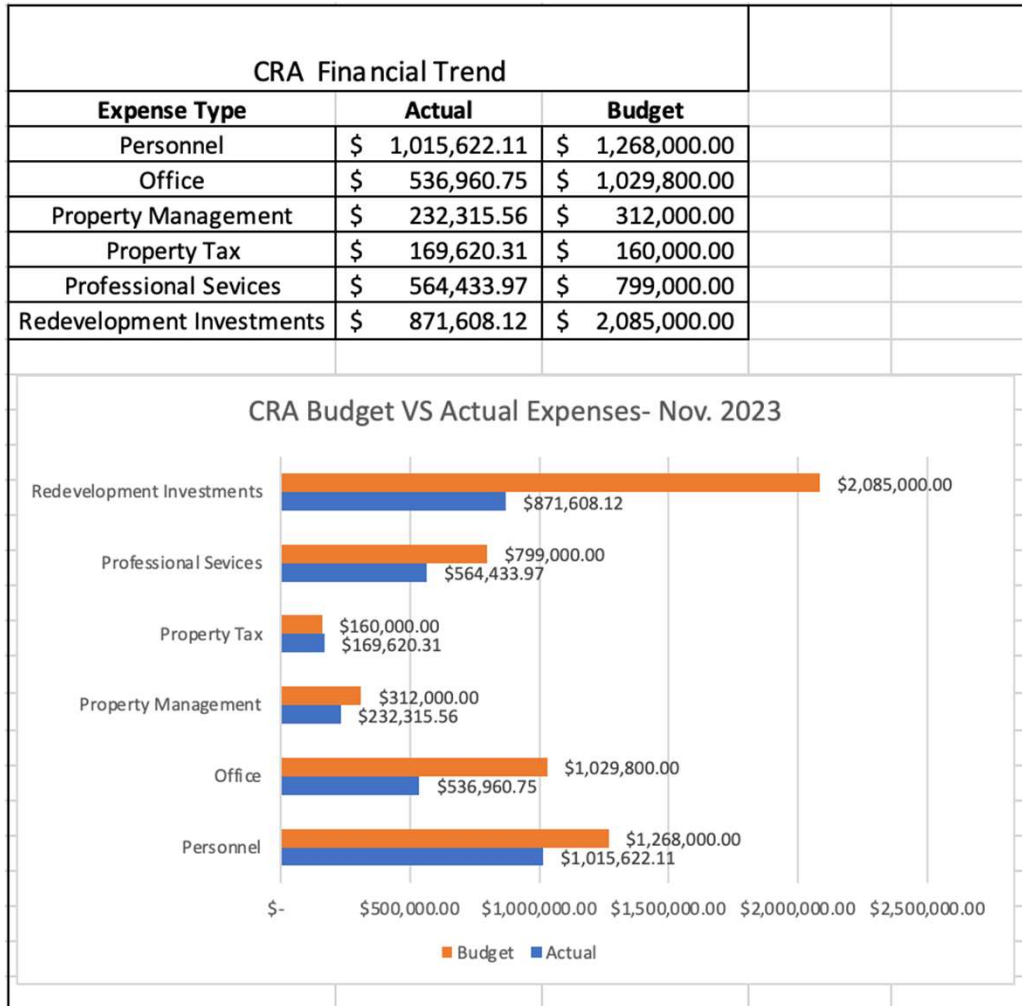 CRA Financial Trend
Expense Type Actual Budget
Personnel $ 1,015,622.11 $ 1,268,000.00
Office $ 536,960.75 $ 1,029,800.00
Property Management $ 232,315.56 $ 312,000.00
Property Tax $ 169,620.31 $ 160,000.00
Professional Sevices $ 564,433.97 $ 799,000.00
Redevelopment Investments $ 871,608.12 $ 2,085,000.00
CRA Budget VS Actual Expenses- Nov. 2023
Redevelopment Investments
$2,085,000.00
$871,608.12
Professional Sevices
$799,000.00
$564,433.97
Property Tax
$160,000.00
$169,620.31
Property Management
$312,000.00
$232,315.56
Office
$1,029,800.00
$536,960.75
Personnel
$1,268,000.00
$1,015,622.11
$- $500,000.00 $1,000,000.00 $1,500,000.00 $2,000,000.00 $2,500,000.00
Budget Actual